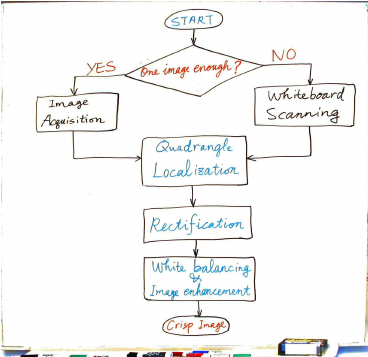 START
One image enough?
YES
NO
Image
Acquisition
Whiteboard
Scanning
Quadrangle
Localization
Rectification
White balancing
&
Image enhancement
Crisp Image